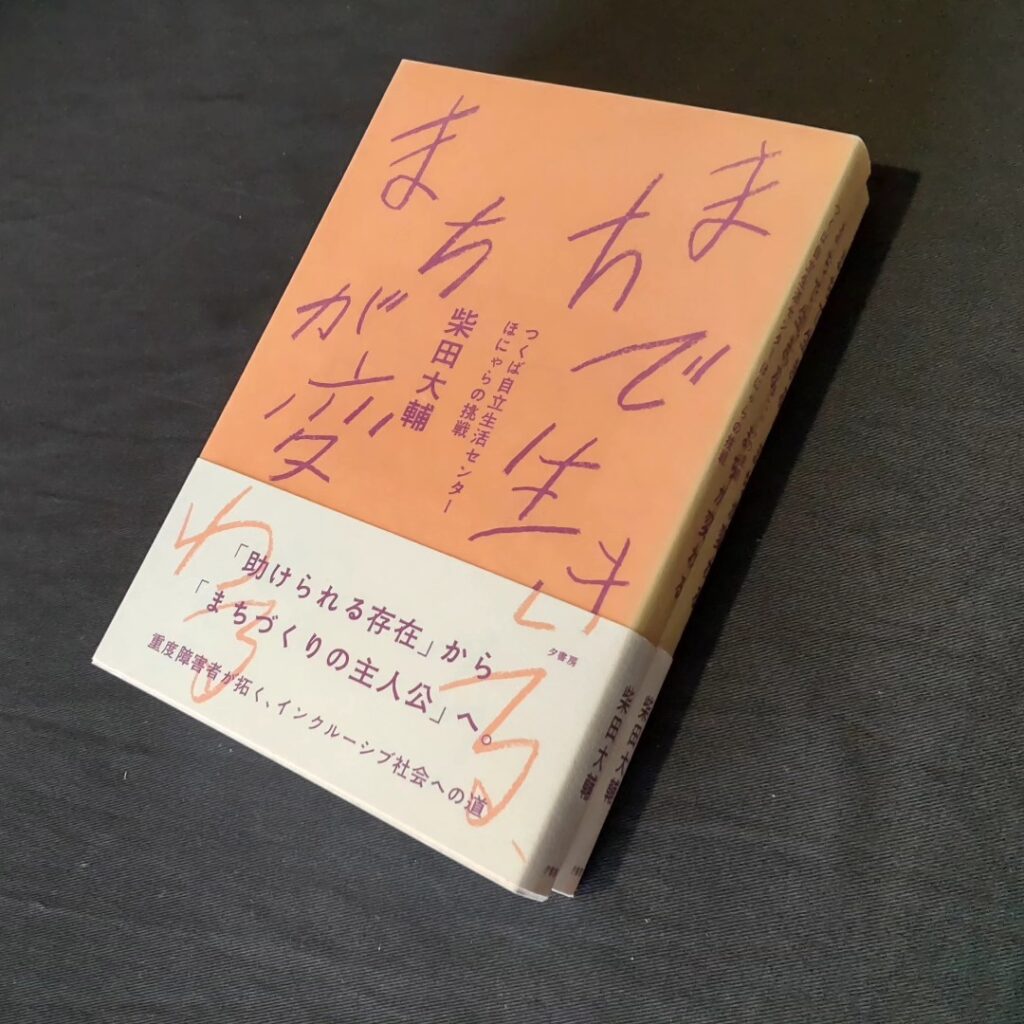 まちで生きる、
まちが変わる
つくば自立生活センター
ほにゃらの挑戦
柴田大輔
「助けられる存在」から
「まちづくりの主人公」へ。
重度障害者が拓く、インクルーシブ社会への道
夕書房
柴田大輔
柴田大輔